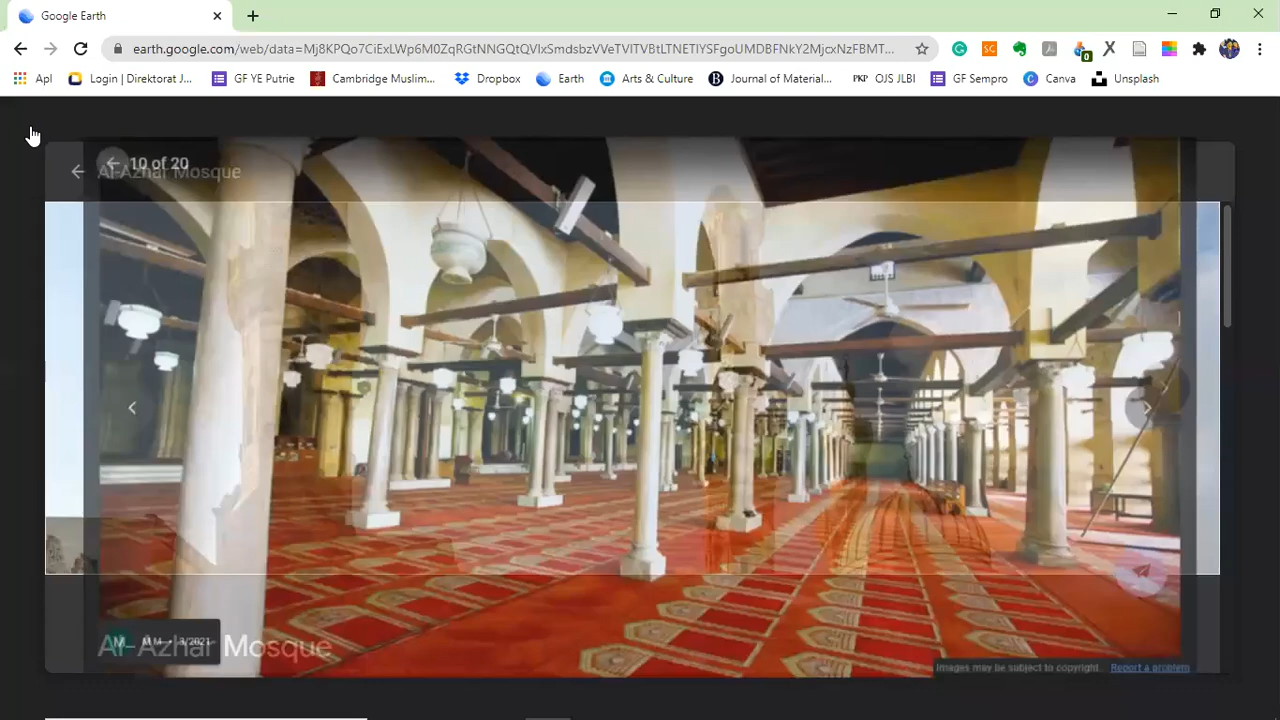 Google Earth
earth.google.com/web/data=Mj8KPQo7CiExLWp6M0ZqRGtNNGQtQVlxSmdsbzVVeTVlTVBtLTNETlYSFgoUMDBFNkY2MjcxNzFBMT...
Apl
Login | Direktorat J...
GF YE Putrie
Cambridge Muslim...
Dropbox
Earth
Arts & Culture
Journal of Material...
PKP OJS JLBI
GF Sempro
Canva
Unsplash
10 of 20
Al-Azhar Mosque
Al-Azhar Mosque
Images may be subject to copyright. Report a problem